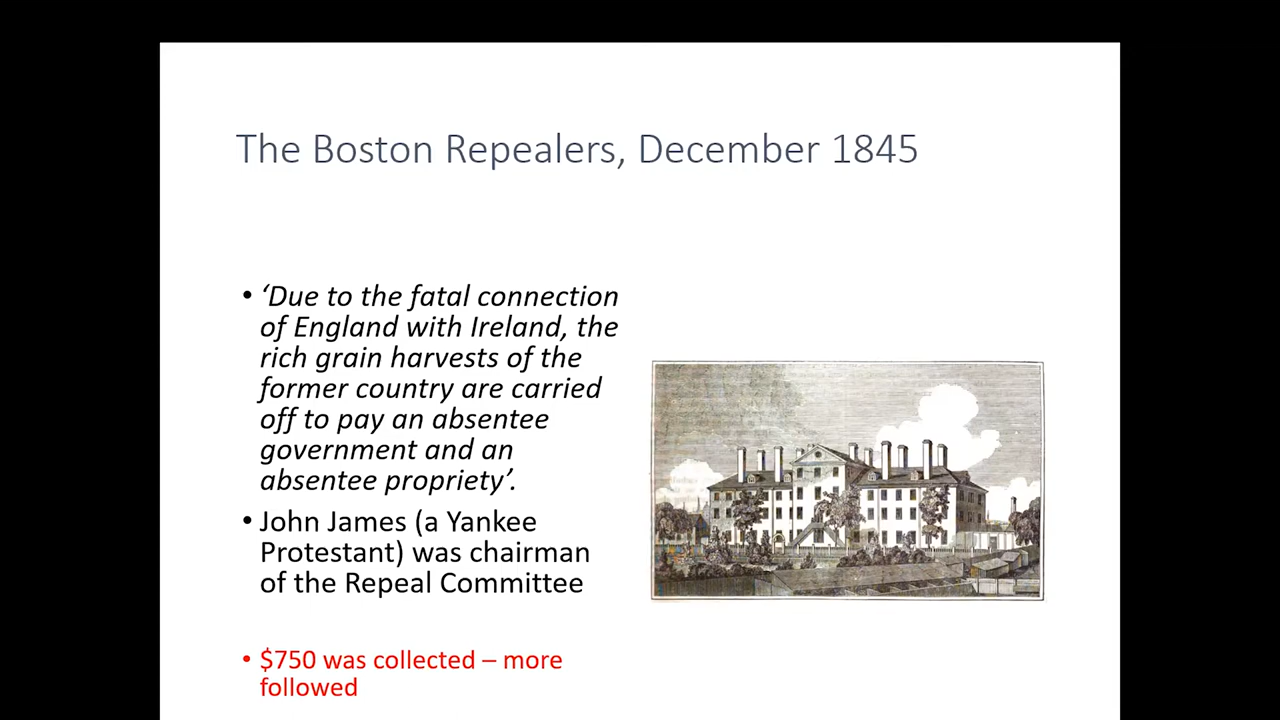 The Boston Repealers, December 1845
• ‘Due to the fatal connection
of England with Ireland, the
rich grain harvests of the
former country are carried
off to pay an absentee
government and an
absentee propriety’.
• John James (a Yankee
Protestant) was chairman
of the Repeal Committee
• $750 was collected – more
followed